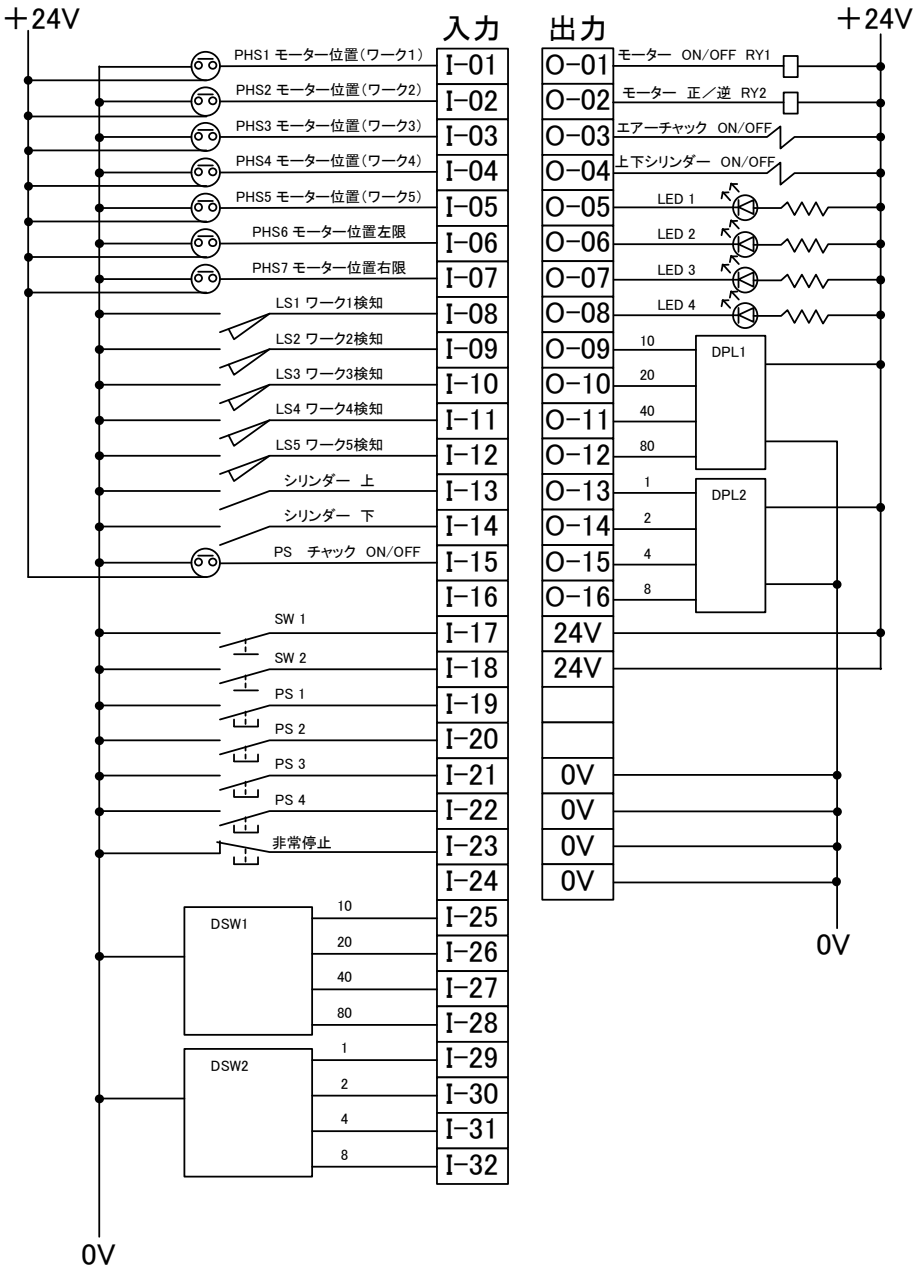 ＋24V
入力
PHS1 モーター位置(ワーク1) I-01
PHS2 モーター位置(ワーク2) I-02
PHS3 モーター位置(ワーク3) I-03
PHS4 モーター位置(ワーク4) I-04
PHS5 モーター位置(ワーク5) I-05
PHS6 モーター位置左限 I-06
PHS7 モーター位置右限 I-07
LS1 ワーク1検知 I-08
LS2 ワーク2検知 I-09
LS3 ワーク3検知 I-10
LS4 ワーク4検知 I-11
LS5 ワーク5検知 I-12
シリンダー 上 I-13
シリンダー 下 I-14
PS チャック ON/OFF I-15
I-16
SW 1 I-17
SW 2 I-18
PS 1 I-19
PS 2 I-20
PS 3 I-21
PS 4 I-22
非常停止 I-23
I-24
DSW1
10 I-25
20 I-26
40 I-27
80 I-28
DSW2
1 I-29
2 I-30
4 I-31
8 I-32
0V
出力
＋24V
O-01 モーター ON/OFF RY1
O-02 モーター 正／逆 RY2
O-03 エアーチャック ON/OFF
O-04 上下シリンダー ON/OFF
O-05 LED 1
O-06 LED 2
O-07 LED 3
O-08 LED 4
O-09 10
DPL1
O-10 20
O-11 40
O-12 80
O-13 1
DPL2
O-14 2
O-15 4
O-16 8
24V
24V
0V
0V
0V
0V
0V